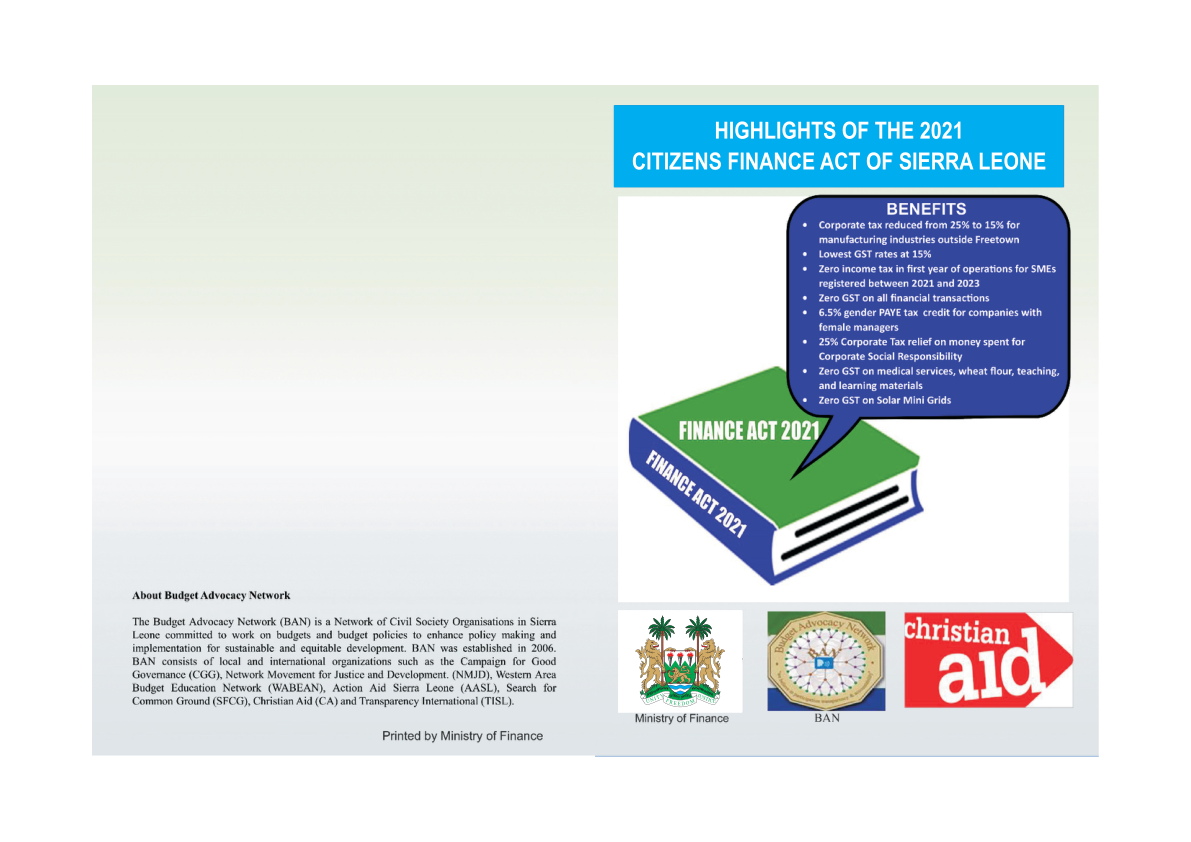 About Budget Advocacy Network
The Budget Advocacy Network (BAN) is a Network of Civil Society Organisations in Sierra
Leone committed to work on budgets and budget policies to enhance policy making and
implementation for sustainable and equitable development. BAN was established in 2006.
BAN consists of local and international organizations such as the Campaign for Good
Governance (CGG), Network Movement for Justice and Development. (NMJD), Western Area
Budget Education Network (WABEAN), Action Aid Sierra Leone (AASL), Search for
Common Ground (SFCG), Christian Aid (CA) and Transparency International (TISL).
Printed by Ministry of Finance
HIGHLIGHTS OF THE 2021
CITIZENS FINANCE ACT OF SIERRA LEONE
BENEFITS
• Corporate tax reduced from 25% to 15% for
manufacturing industries outside Freetown
• Lowest GST rates at 15%
• Zero income tax in first year of operations for SMEs
registered between 2021 and 2023
• Zero GST on all financial transactions
• 6.5% gender PAYE tax  credit for companies with
female managers
• 25% Corporate Tax relief on money spent for
Corporate Social Responsibility
• Zero GST on medical services, wheat flour, teaching,
and learning materials
• Zero GST on Solar Mini Grids
FINANCE ACT 2021
FINANCE ACT 2021
UNITY FREEDOM JUSTICE
Ministry of Finance
Budget Advocacy Network
BAN
christian
aid